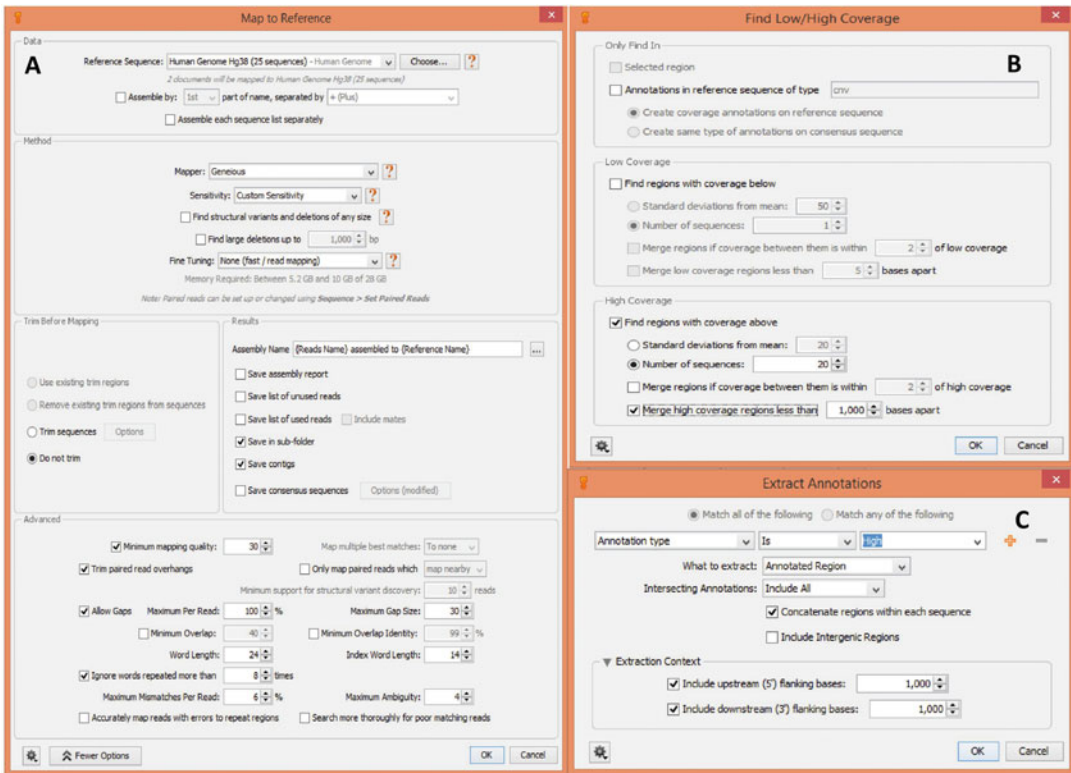 Map to Reference
A
Data
Reference Sequence: Human Genome Hg38 (25 sequences) - Human Genome Choose... ?
2 documents will be mapped to Human Genome Hg38 (25 sequences)
Assemble by: 1st part of name, separated by + (Plus)
Assemble each sequence list separately
Method
Mapper: Geneious ?
Sensitivity: Custom Sensitivity ?
Find structural variants and deletions of any size ?
Find large deletions up to 1,000 bp
Fine Tuning: None (fast / read mapping) ?
Memory Required: Between 5.2 GB and 10 GB of 28 GB
Note: Paired reads can be set up or changed using Sequence > Set Paired Reads
Trim Before Mapping
Use existing trim regions
Remove existing trim regions from sequences
Trim sequences Options
Do not trim
Results
Assembly Name {Reads Name} assembled to {Reference Name} ...
Save assembly report
Save list of unused reads
Save list of used reads Include mates
Save in sub-folder
Save contigs
Save consensus sequences Options (modified)
Advanced
Minimum mapping quality: 30 Map multiple best matches: To none
Trim paired read overhangs Only map paired reads which map nearby
Minimum support for structural variant discovery: 10 reads
Allow Gaps Maximum Per Read: 100 % Maximum Gap Size: 30
Minimum Overlap: 40 Minimum Overlap Identity: 99 %
Word Length: 24 Index Word Length: 14
Ignore words repeated more than 8 times
Maximum Mismatches Per Read: 6 % Maximum Ambiguity: 4
Accurately map reads with errors to repeat regions Search more thoroughly for poor matching reads
Fewer Options OK Cancel
Find Low/High Coverage
B
Only Find In
Selected region
Annotations in reference sequence of type cnv
Create coverage annotations on reference sequence
Create same type of annotations on consensus sequence
Low Coverage
Find regions with coverage below
Standard deviations from mean: 50
Number of sequences: 1
Merge regions if coverage between them is within 2 of low coverage
Merge low coverage regions less than 5 bases apart
High Coverage
Find regions with coverage above
Standard deviations from mean: 20
Number of sequences: 20
Merge regions if coverage between them is within 2 of high coverage
Merge high coverage regions less than 1,000 bases apart
OK Cancel
Extract Annotations
C
Match all of the following Match any of the following
Annotation type Is High
What to extract: Annotated Region
Intersecting Annotations: Include All
Concatenate regions within each sequence
Include Intergenic Regions
Extraction Context
Include upstream (5') flanking bases: 1,000
Include downstream (3') flanking bases: 1,000
OK Cancel